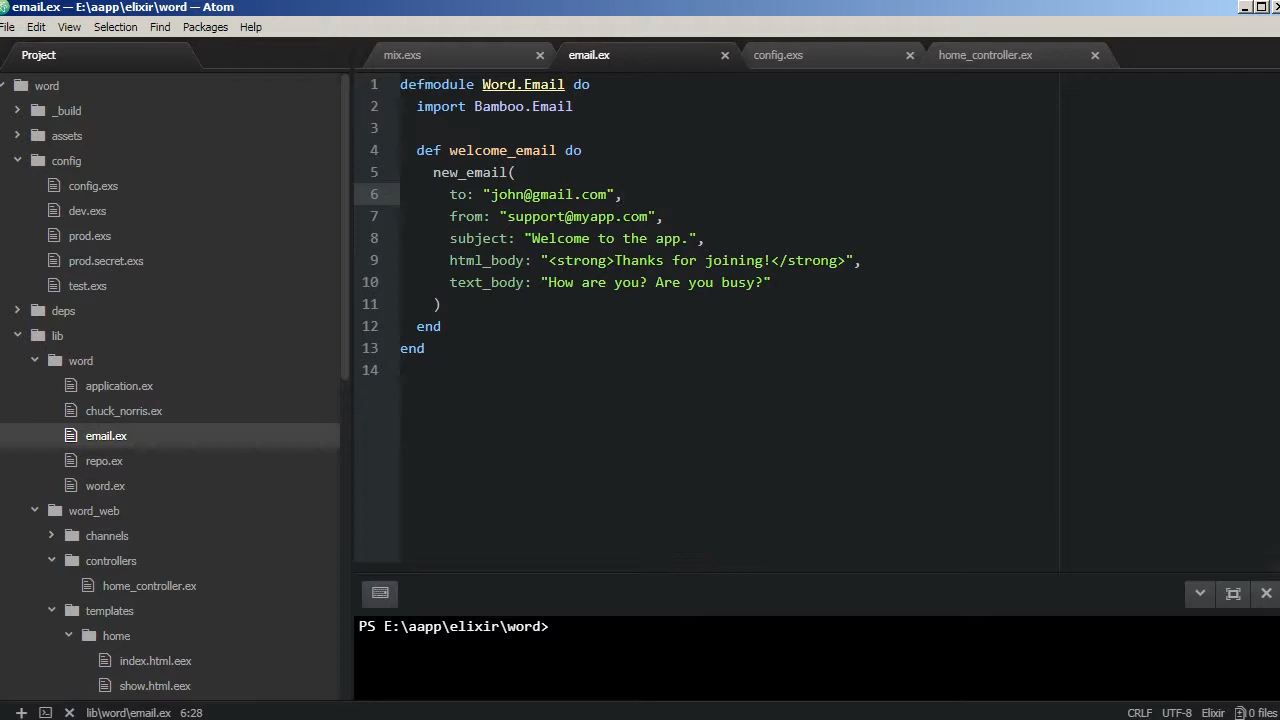 email.ex — E:\aapp\elixir\word — Atom
File Edit View Selection Find Packages Help
Project
mix.exs
email.ex
config.exs
home_controller.ex
word
_build
assets
config
config.exs
dev.exs
prod.exs
prod.secret.exs
test.exs
deps
lib
word
application.ex
chuck_norris.ex
email.ex
repo.ex
word.ex
word_web
channels
controllers
home_controller.ex
templates
home
index.html.eex
show.html.eex
1 defmodule Word.Email do
2 import Bamboo.Email
3
4 def welcome_email do
5 new_email(
6 to: "john@gmail.com",
7 from: "support@myapp.com",
8 subject: "Welcome to the app.",
9 html_body: "<strong>Thanks for joining!</strong>",
10 text_body: "How are you? Are you busy?"
11 )
12 end
13 end
14
PS E:\aapp\elixir\word>
lib\word\email.ex 6:28
CRLF UTF-8 Elixir 0 files